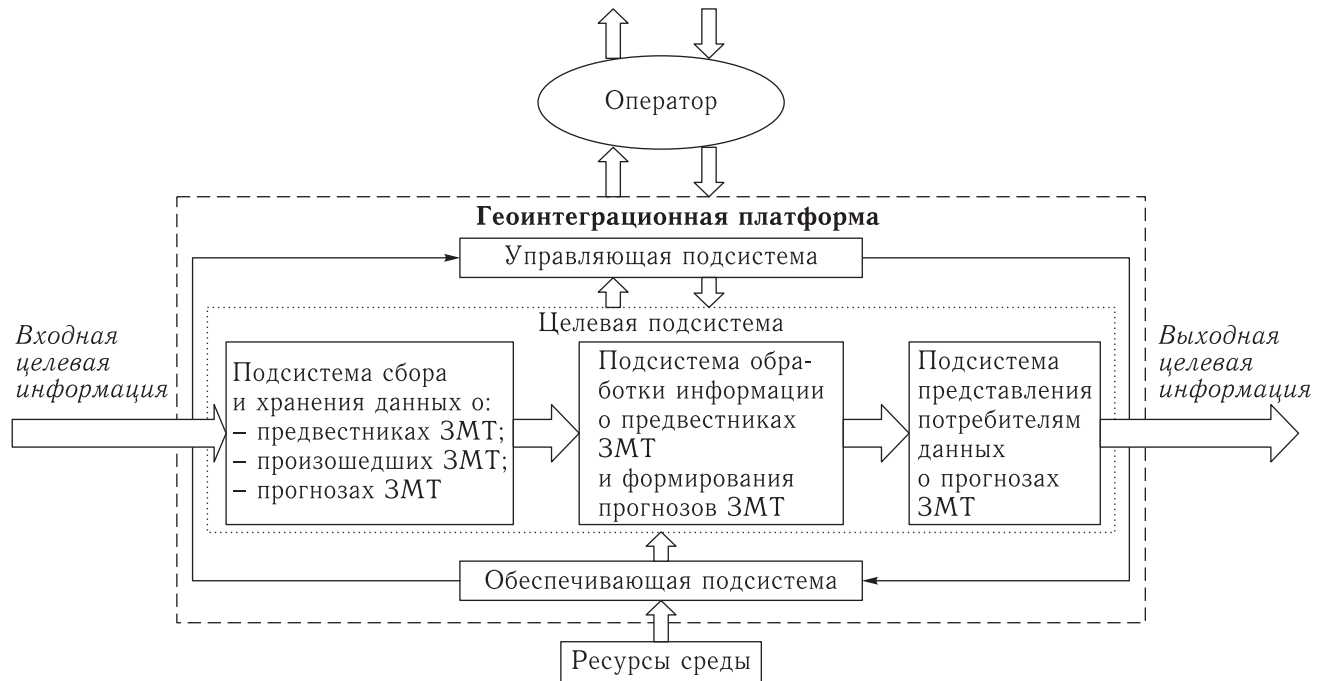 Оператор
Геоинтеграционная платформа
Управляющая подсистема
Целевая подсистема
Входная
целевая
информация
Подсистема сбора
и хранения данных о:
– предвестниках ЗМТ;
– произошедших ЗМТ;
– прогнозах ЗМТ
Подсистема обра-
ботки информации
о предвестниках
ЗМТ
и формирования
прогнозов ЗМТ
Подсистема
представления
потребителям
данных
о прогнозах
ЗМТ
Выходная
целевая
информация
Обеспечивающая подсистема
Ресурсы среды